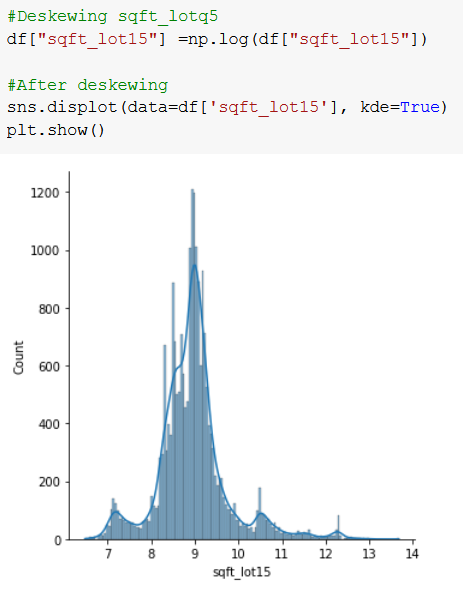 #Deskewing sqft_lotq5
df["sqft_lot15"] =np.log(df["sqft_lot15"])
#After deskewing
sns.displot(data=df['sqft_lot15'], kde=True)
plt.show()
1200
1000
800
600
400
200
0
Count
7 8 9 10 11 12 13 14
sqft_lot15